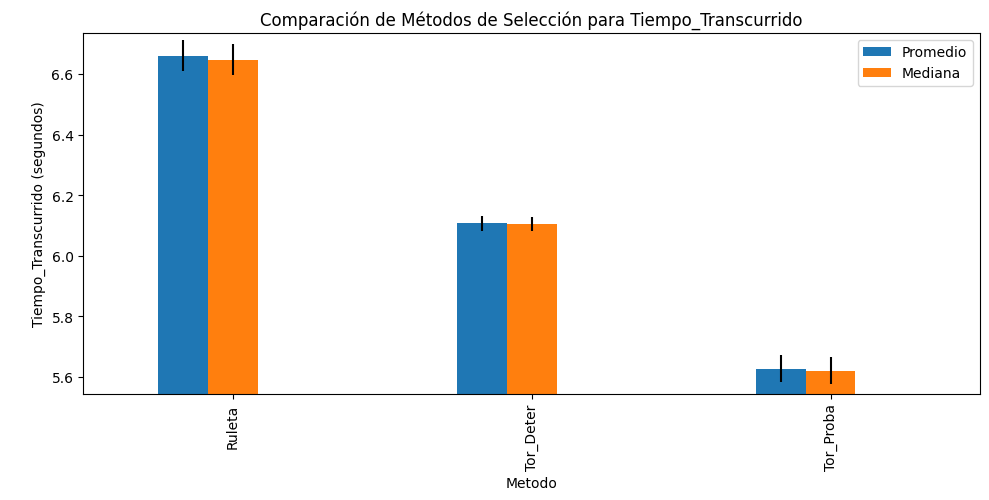 Comparación de Métodos de Selección para Tiempo_Transcurrido
Promedio
Mediana
Tiempo_Transcurrido (segundos)
6.6
6.4
6.2
6.0
5.8
5.6
Ruleta
Tor_Deter
Tor_Proba
Metodo